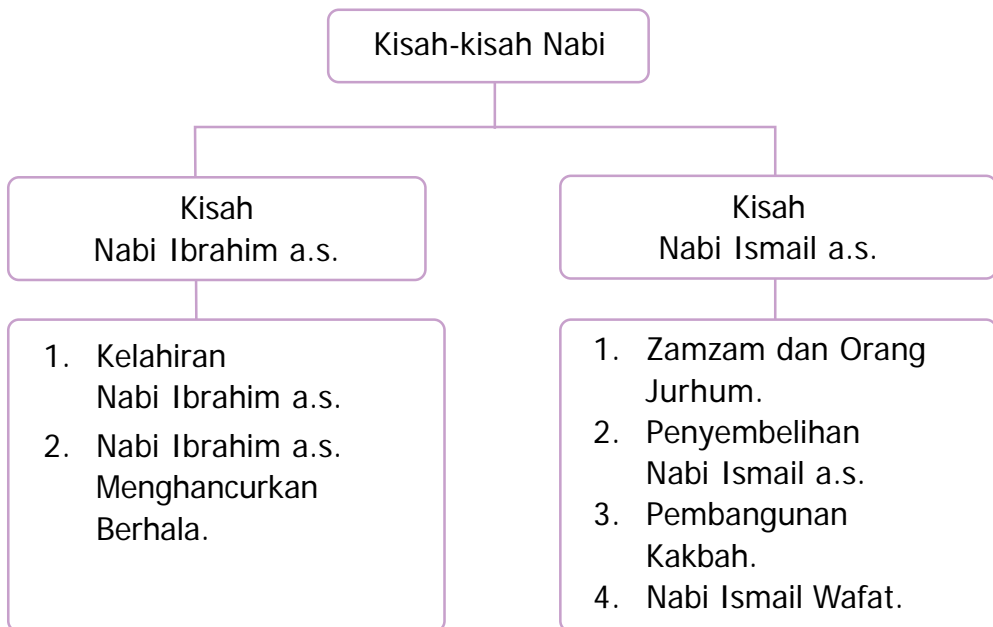 Kisah-kisah Nabi
Kisah
Nabi Ibrahim a.s.
1. Kelahiran
Nabi Ibrahim a.s.
2. Nabi Ibrahim a.s.
Menghancurkan
Berhala.
Kisah
Nabi Ismail a.s.
1. Zamzam dan Orang
Jurhum.
2. Penyembelihan
Nabi Ismail a.s.
3. Pembangunan
Kakbah.
4. Nabi Ismail Wafat.